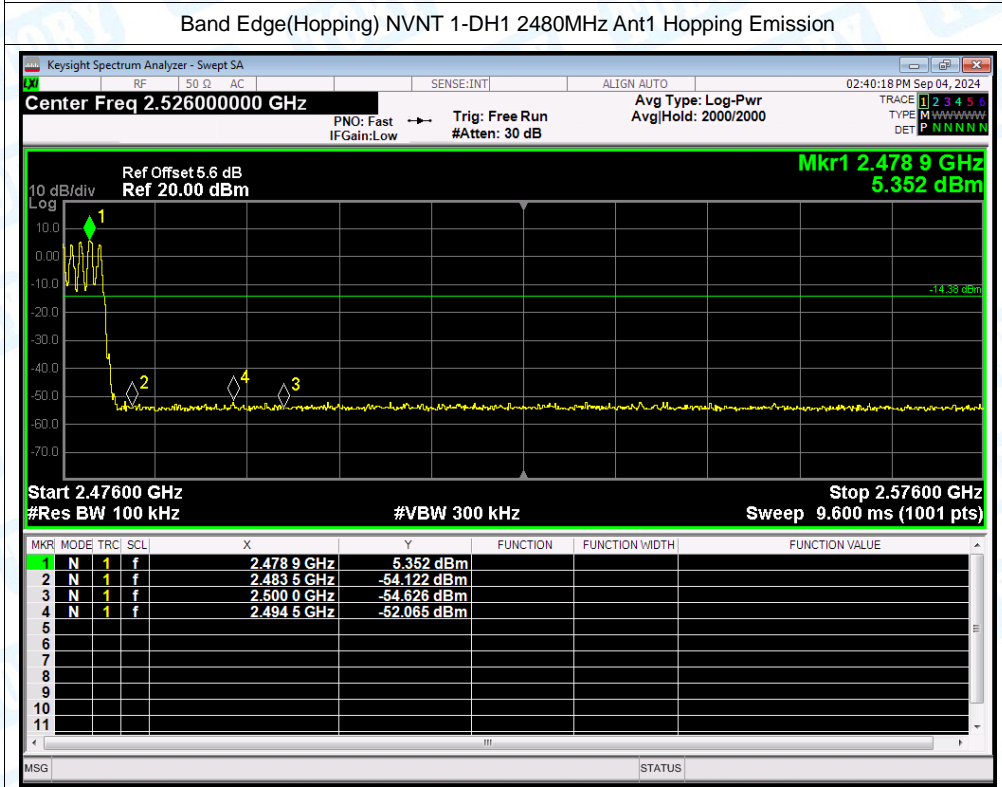 Band Edge(Hopping) NVNT 1-DH1 2480MHz Ant1 Hopping Emission
Keysight Spectrum Analyzer - Swept SA
LXI RF 50 Ω AC SENSE:INT ALIGN AUTO 02:40:18 PM Sep 04, 2024
Center Freq 2.526000000 GHz
PNO: Fast
IFGain:Low
Trig: Free Run
#Atten: 30 dB
Avg Type: Log-Pwr
Avg|Hold: 2000/2000
TRACE 1 2 3 4 5 6
TYPE M W W W W W
DET P N N N N N
Mkr1 2.478 9 GHz
5.352 dBm
Ref Offset 5.6 dB
10 dB/div Ref 20.00 dBm
Log
10.0
0.00
-10.0
-20.0
-30.0
-40.0
-50.0
-60.0
-70.0
1
2
4
3
-14.38 dBm
Start 2.47600 GHz Stop 2.57600 GHz
#Res BW 100 kHz #VBW 300 kHz Sweep 9.600 ms (1001 pts)
MKR MODE TRC SCL X Y FUNCTION FUNCTION WIDTH FUNCTION VALUE
1 N 1 f 2.478 9 GHz 5.352 dBm
2 N 1 f 2.483 5 GHz -54.122 dBm
3 N 1 f 2.500 0 GHz -54.626 dBm
4 N 1 f 2.494 5 GHz -52.065 dBm
5
6
7
8
9
10
11
MSG STATUS